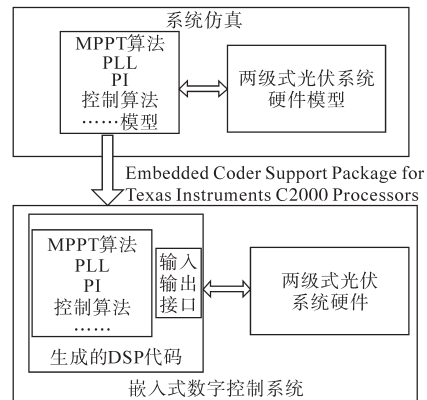 系统仿真
MPPT算法
PLL
PI
控制算法
……模型
两级式光伏系统
硬件模型
Embedded Coder Support Package for
Texas Instruments C2000 Processors
MPPT算法
PLL
PI
控制算法
……
输入
输出
接口
两级式光伏
系统硬件
生成的DSP代码
嵌入式数字控制系统